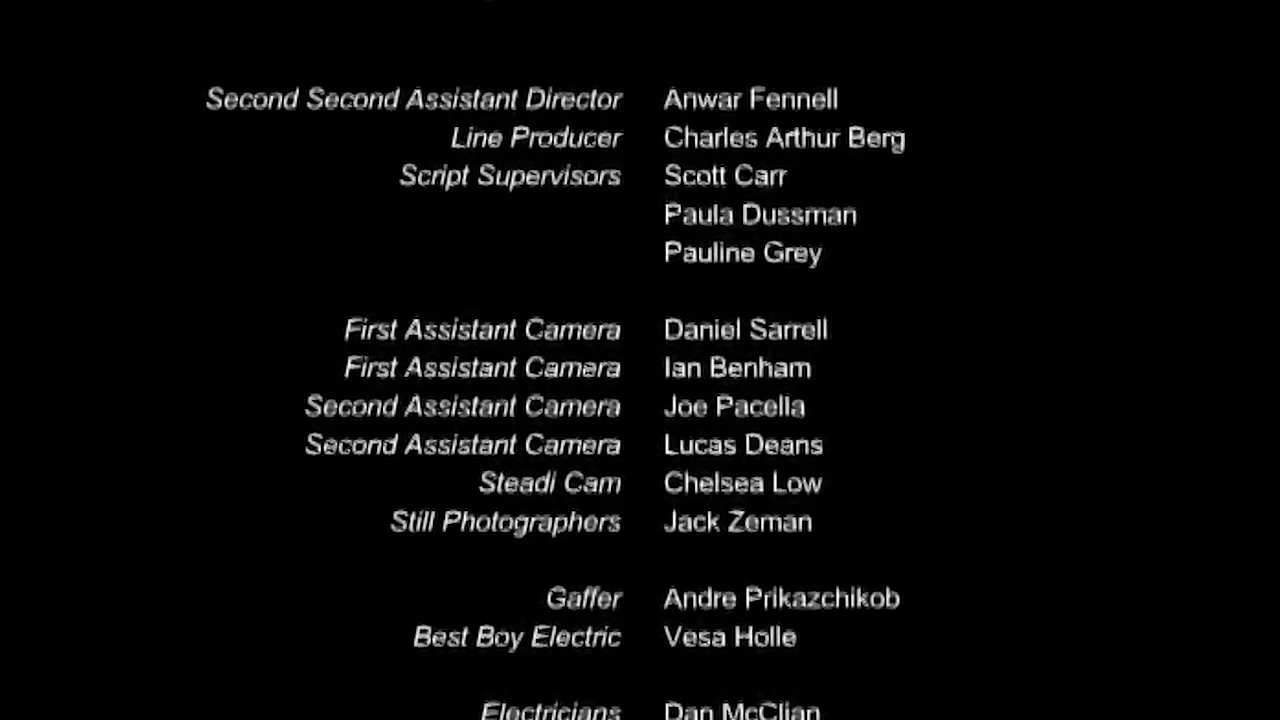 Second Second Assistant Director Anwar Fennell
Line Producer Charles Arthur Berg
Script Supervisors Scott Carr
Paula Dussman
Pauline Grey
First Assistant Camera Daniel Sarrell
First Assistant Camera Ian Benham
Second Assistant Camera Joe Pacella
Second Assistant Camera Lucas Deans
Steadi Cam Chelsea Low
Still Photographers Jack Zeman
Gaffer Andre Prikazchikob
Best Boy Electric Vesa Holle
Electricians Dan McClian